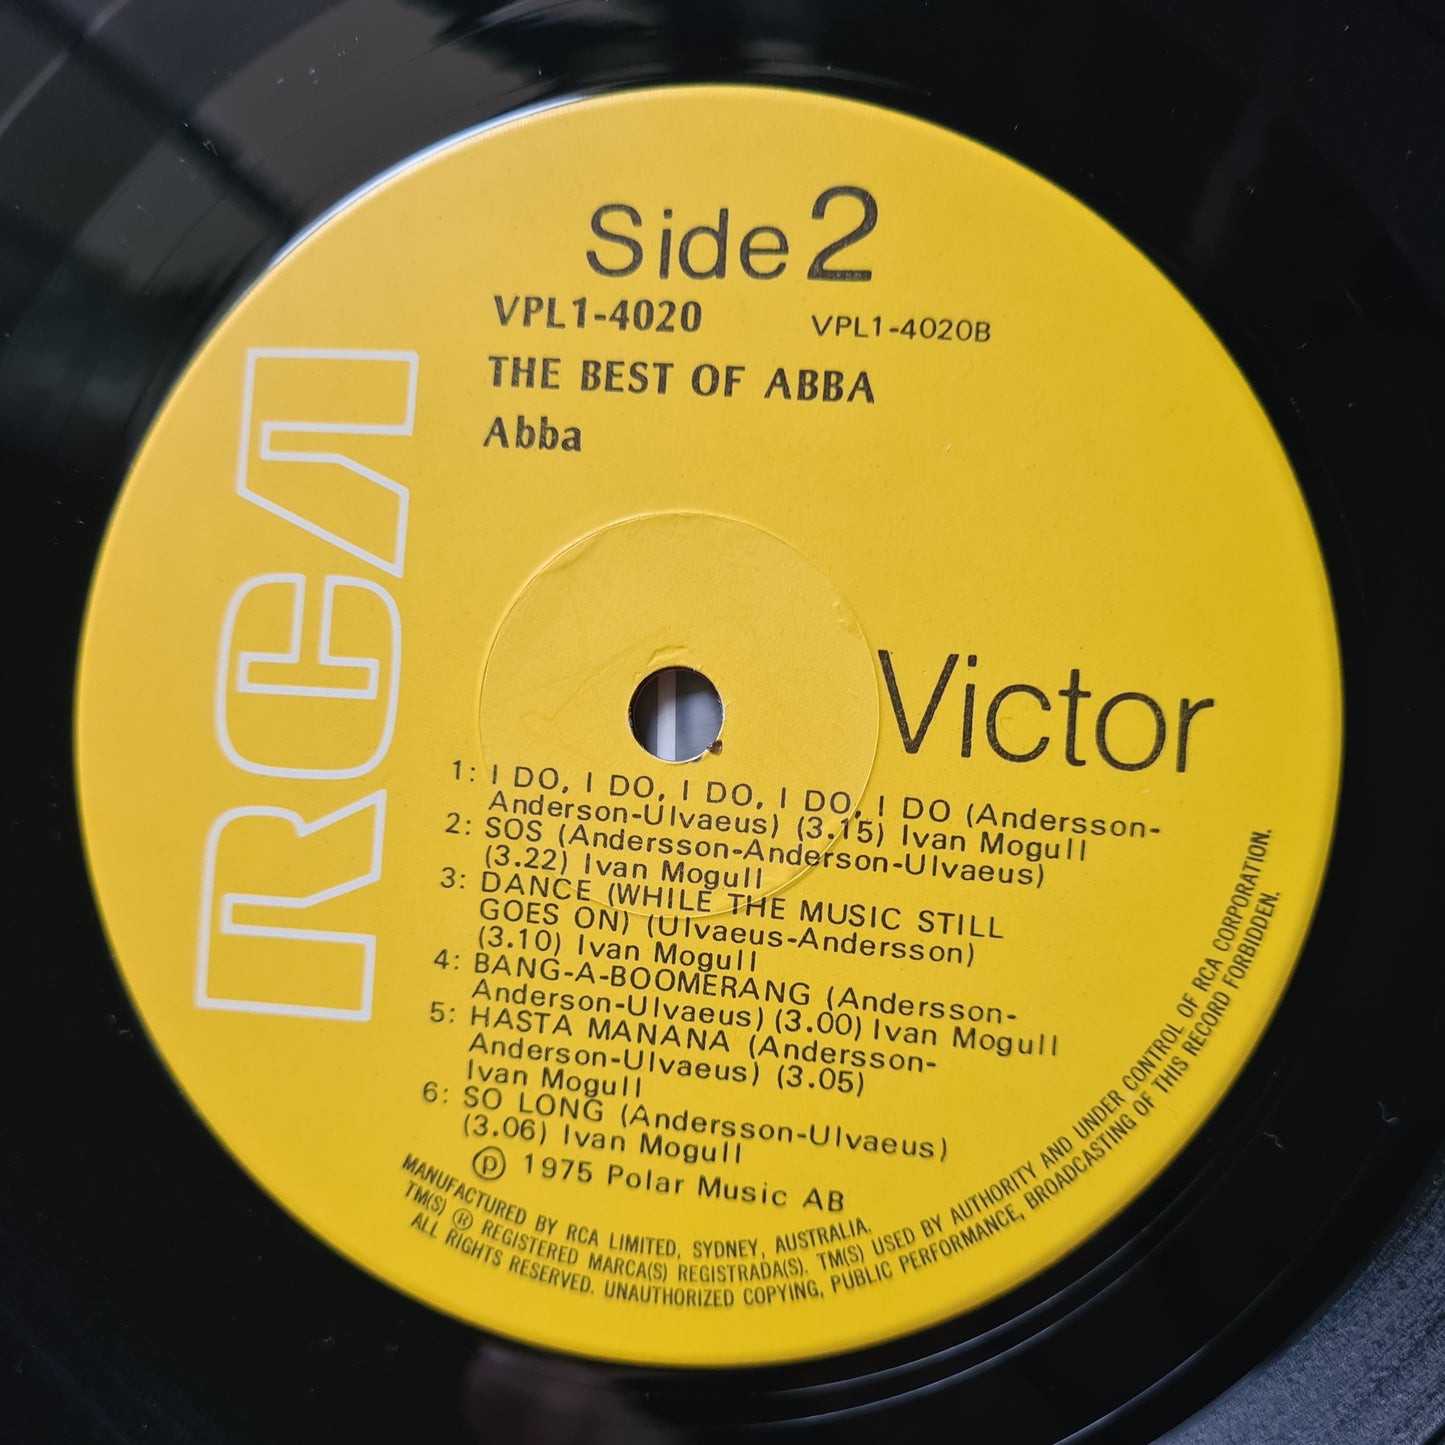 Side 2
VPL1-4020 VPL1-4020B
THE BEST OF ABBA
Abba
RCA
Victor
1: I DO, I DO, I DO, I DO, I DO (Andersson-
Anderson-Ulvaeus) (3.15) Ivan Mogull
2: SOS (Andersson-Anderson-Ulvaeus)
(3.22) Ivan Mogull
3: DANCE (WHILE THE MUSIC STILL
GOES ON) (Ulvaeus-Andersson)
(3.10) Ivan Mogull
4: BANG-A-BOOMERANG (Andersson-
Anderson-Ulvaeus) (3.00) Ivan Mogull
5: HASTA MANANA (Andersson-
Anderson-Ulvaeus) (3.05)
Ivan Mogull
6: SO LONG (Andersson-Ulvaeus)
(3.06) Ivan Mogull
℗ 1975 Polar Music AB
MANUFACTURED BY RCA LIMITED, SYDNEY, AUSTRALIA.
TM(S) ® REGISTERED MARCA(S) REGISTRADA(S). TM(S) USED BY AUTHORITY AND UNDER CONTROL OF RCA CORPORATION.
ALL RIGHTS RESERVED. UNAUTHORIZED COPYING, PUBLIC PERFORMANCE, BROADCASTING OF THIS RECORD FORBIDDEN.